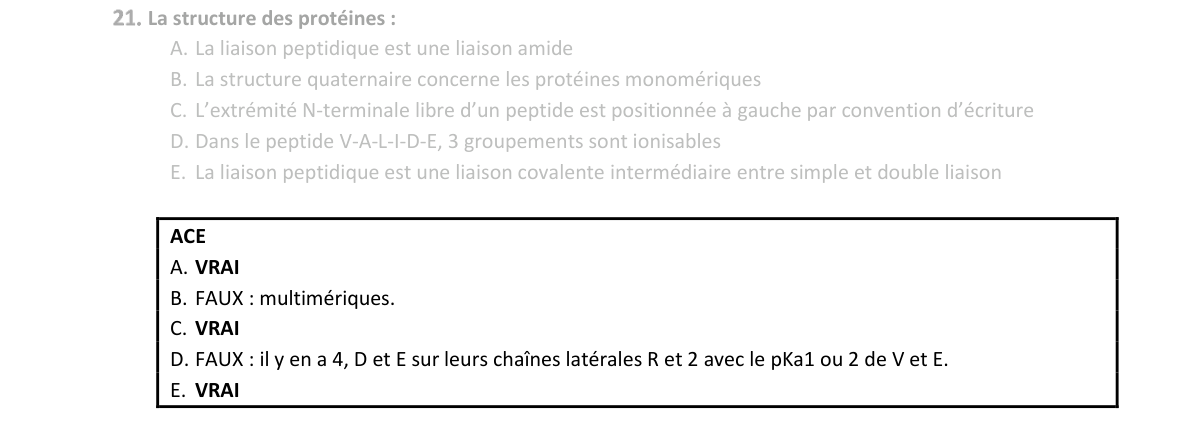 21. La structure des protéines :
A. La liaison peptidique est une liaison amide
B. La structure quaternaire concerne les protéines monomériques
C. L’extrémité N-terminale libre d’un peptide est positionnée à gauche par convention d’écriture
D. Dans le peptide V-A-L-I-D-E, 3 groupements sont ionisables
E. La liaison peptidique est une liaison covalente intermédiaire entre simple et double liaison
ACE
A. VRAI
B. FAUX : multimériques.
C. VRAI
D. FAUX : il y en a 4, D et E sur leurs chaînes latérales R et 2 avec le pKa1 ou 2 de V et E.
E. VRAI